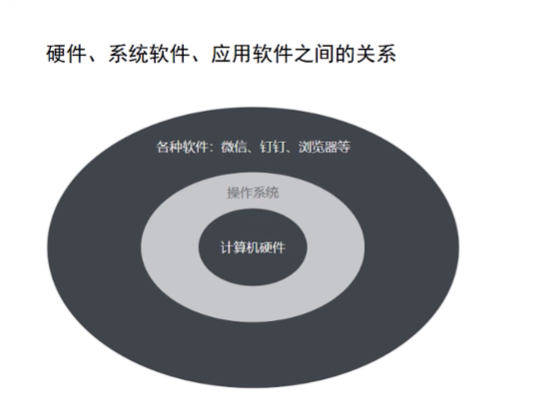 硬件、系统软件、应用软件之间的关系
各种软件：微信、钉钉、浏览器等
操作系统
计算机硬件